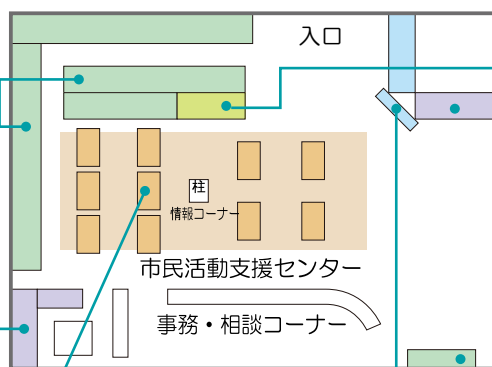 入口
柱
情報コーナー
市民活動支援センター
事務・相談コーナー